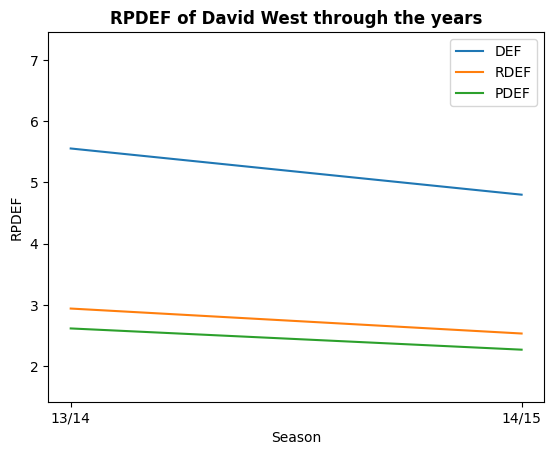 RPDEF of David West through the years
DEF
RDEF
PDEF
7
6
5
4
3
2
RPDEF
13/14
14/15
Season